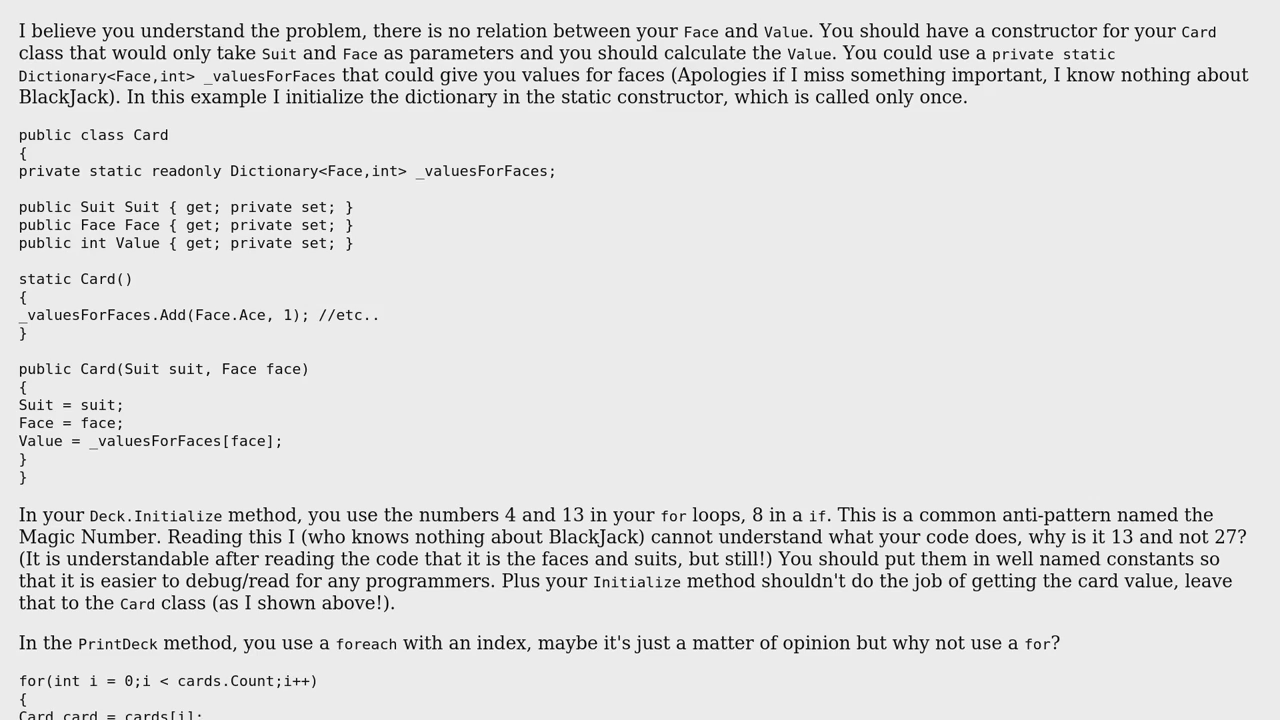 I believe you understand the problem, there is no relation between your Face and Value. You should have a constructor for your Card
class that would only take Suit and Face as parameters and you should calculate the Value. You could use a private static
Dictionary<Face,int> _valuesForFaces that could give you values for faces (Apologies if I miss something important, I know nothing about
BlackJack). In this example I initialize the dictionary in the static constructor, which is called only once.
public class Card
{
private static readonly Dictionary<Face,int> _valuesForFaces;
public Suit Suit { get; private set; }
public Face Face { get; private set; }
public int Value { get; private set; }
static Card()
{
_valuesForFaces.Add(Face.Ace, 1); //etc..
}
public Card(Suit suit, Face face)
{
Suit = suit;
Face = face;
Value = _valuesForFaces[face];
}
}
In your Deck.Initialize method, you use the numbers 4 and 13 in your for loops, 8 in a if. This is a common anti-pattern named the
Magic Number. Reading this I (who knows nothing about BlackJack) cannot understand what your code does, why is it 13 and not 27?
(It is understandable after reading the code that it is the faces and suits, but still!) You should put them in well named constants so
that it is easier to debug/read for any programmers. Plus your Initialize method shouldn't do the job of getting the card value, leave
that to the Card class (as I shown above!).
In the PrintDeck method, you use a foreach with an index, maybe it's just a matter of opinion but why not use a for?
for(int i = 0;i < cards.Count;i++)
{
Card card = cards[i];